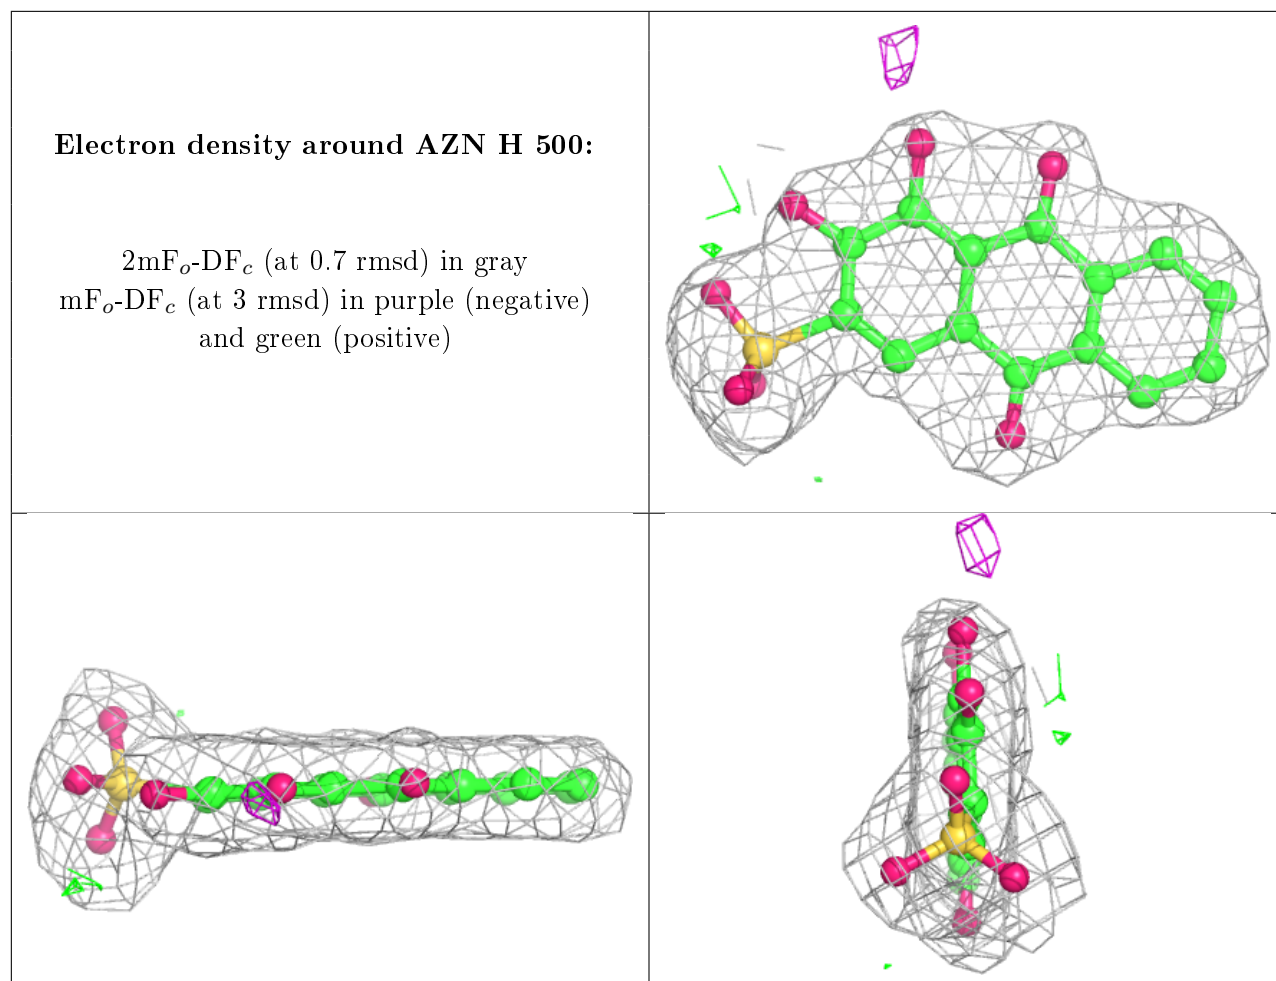 Electron density around AZN H 500:
2mFₒ-DF𝒸 (at 0.7 rmsd) in gray
mFₒ-DF𝒸 (at 3 rmsd) in purple (negative)
and green (positive)